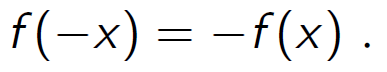 f(−x) = −f(x) .